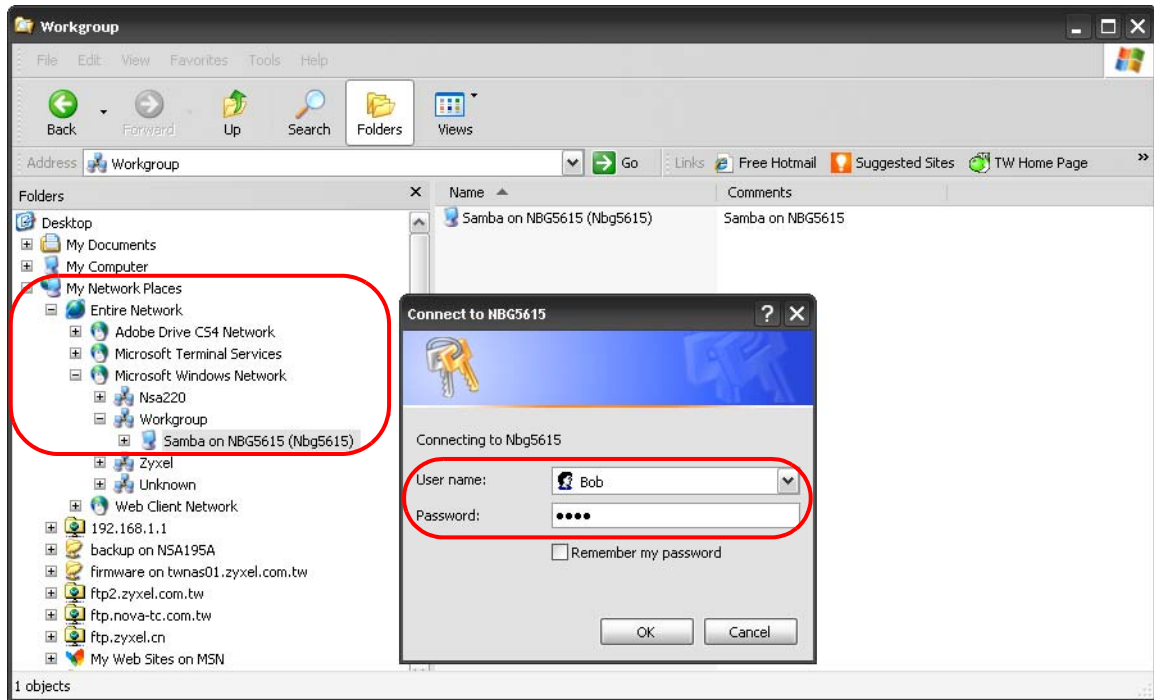 Workgroup
File Edit View Favorites Tools Help
Back Forward Up Search Folders Views
Address Workgroup Go Links Free Hotmail Suggested Sites TW Home Page »
Folders
Desktop
My Documents
My Computer
My Network Places
Entire Network
Adobe Drive CS4 Network
Microsoft Terminal Services
Microsoft Windows Network
Nsa220
Workgroup
Samba on NBG5615 (Nbg5615)
Zyxel
Unknown
Web Client Network
192.168.1.1
backup on NSA195A
firmware on twnas01.zyxel.com.tw
ftp2.zyxel.com.tw
ftp.nova-tc.com.tw
ftp.zyxel.cn
My Web Sites on MSN
Name Comments
Samba on NBG5615 (Nbg5615) Samba on NBG5615
Connect to NBG5615
Connecting to Nbg5615
User name: Bob
Password: ●●●●
Remember my password
OK Cancel
1 objects